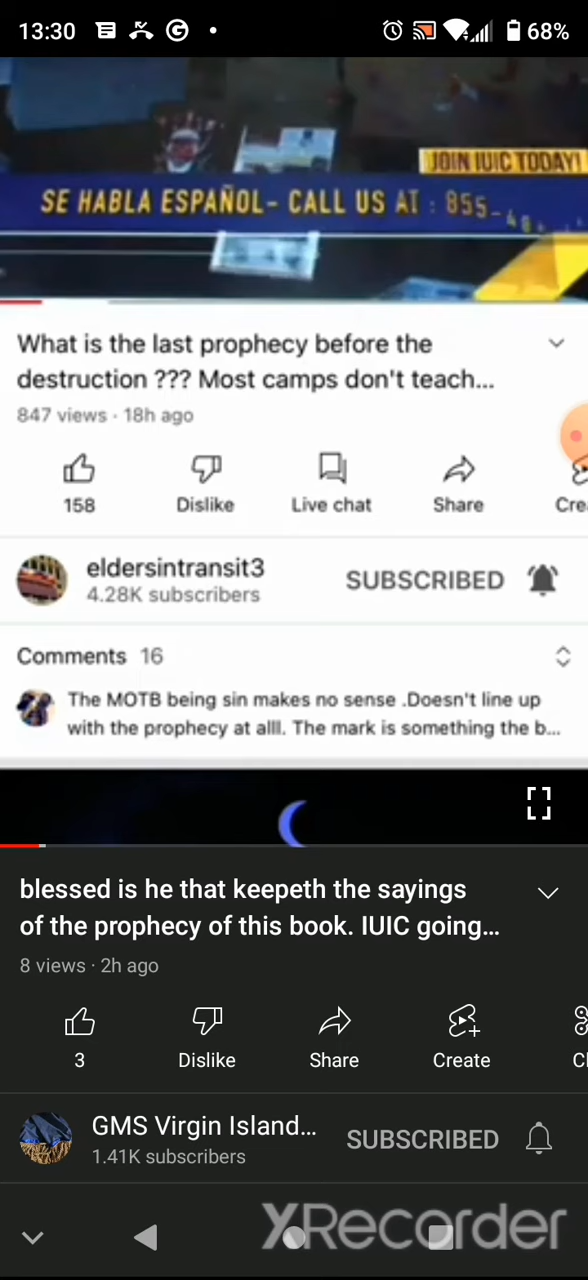 13:30 68%
JOIN IUIC TODAY!
SE HABLA ESPAÑOL- CALL US AT : 855-
What is the last prophecy before the
destruction ??? Most camps don't teach...
847 views · 18h ago
158 Dislike Live chat Share Cre
eldersintransit3
4.28K subscribers
SUBSCRIBED
Comments 16
The MOTB being sin makes no sense .Doesn't line up
with the prophecy at alll. The mark is something the b...
blessed is he that keepeth the sayings
of the prophecy of this book. IUIC going...
8 views · 2h ago
3 Dislike Share Create Cl
GMS Virgin Island...
1.41K subscribers
SUBSCRIBED
XRecorder